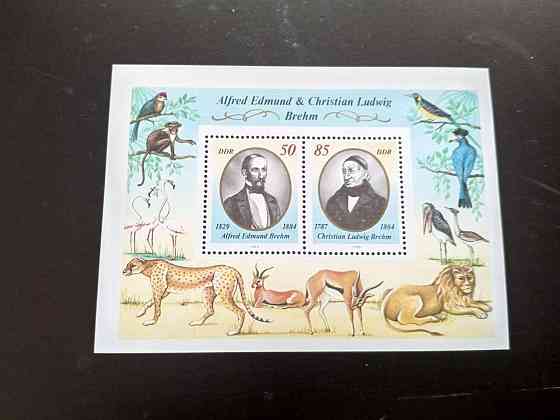 Alfred Edmund & Christian Ludwig
Brehm
DDR 50
1829 1884
Alfred Edmund Brehm
85 DDR
1787 1864
Christian Ludwig Brehm